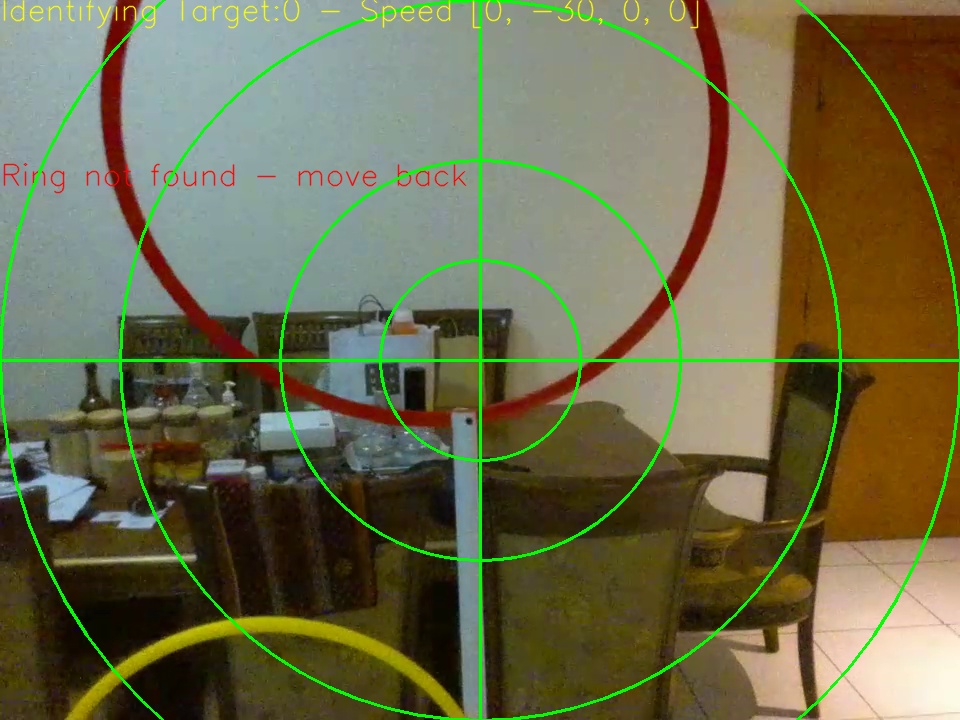 Identifying Target:0 - Speed [0, -30, 0, 0]
Ring not found - move back